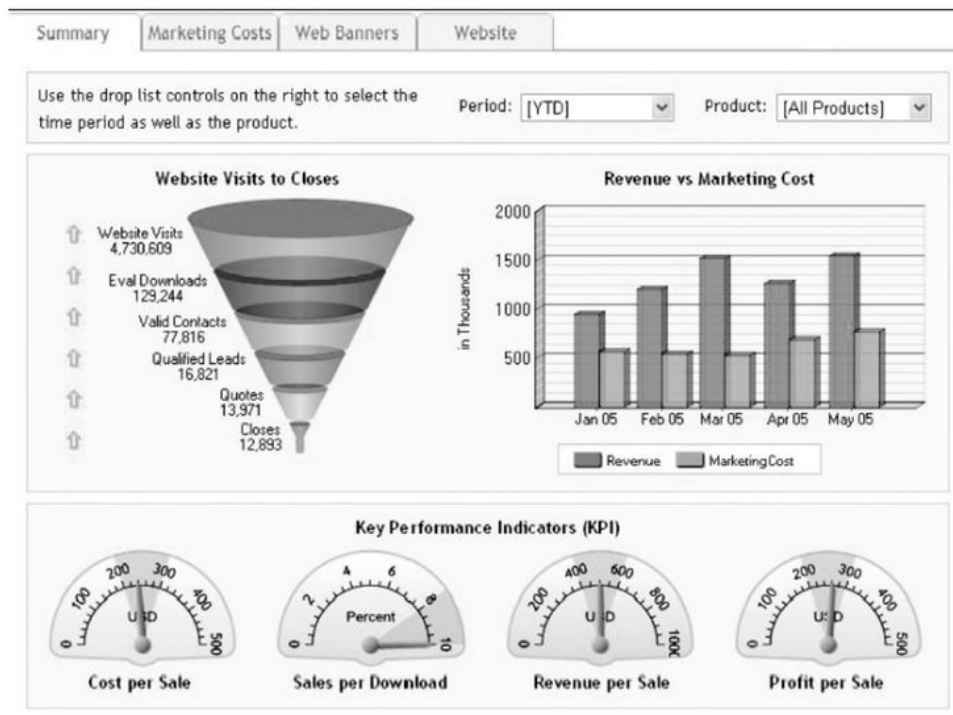 Summary
Marketing Costs
Web Banners
Website
Use the drop list controls on the right to select the
time period as well as the product.
Period: [YTD]
Product: [All Products]
Website Visits to Closes
Website Visits
4,730,609
Eval Downloads
129,244
Valid Contacts
77,816
Qualified Leads
16,821
Quotes
13,971
Closes
12,893
Revenue vs Marketing Cost
in Thousands
2000
1500
1000
500
Jan 05 Feb 05 Mar 05 Apr 05 May 05
Revenue MarketingCost
Key Performance Indicators (KPI)
0 100 200 300 400 500
USD
Cost per Sale
0 2 4 6 8 10
Percent
Sales per Download
0 200 400 600 800 1000
USD
Revenue per Sale
0 100 200 300 400 500
USD
Profit per Sale